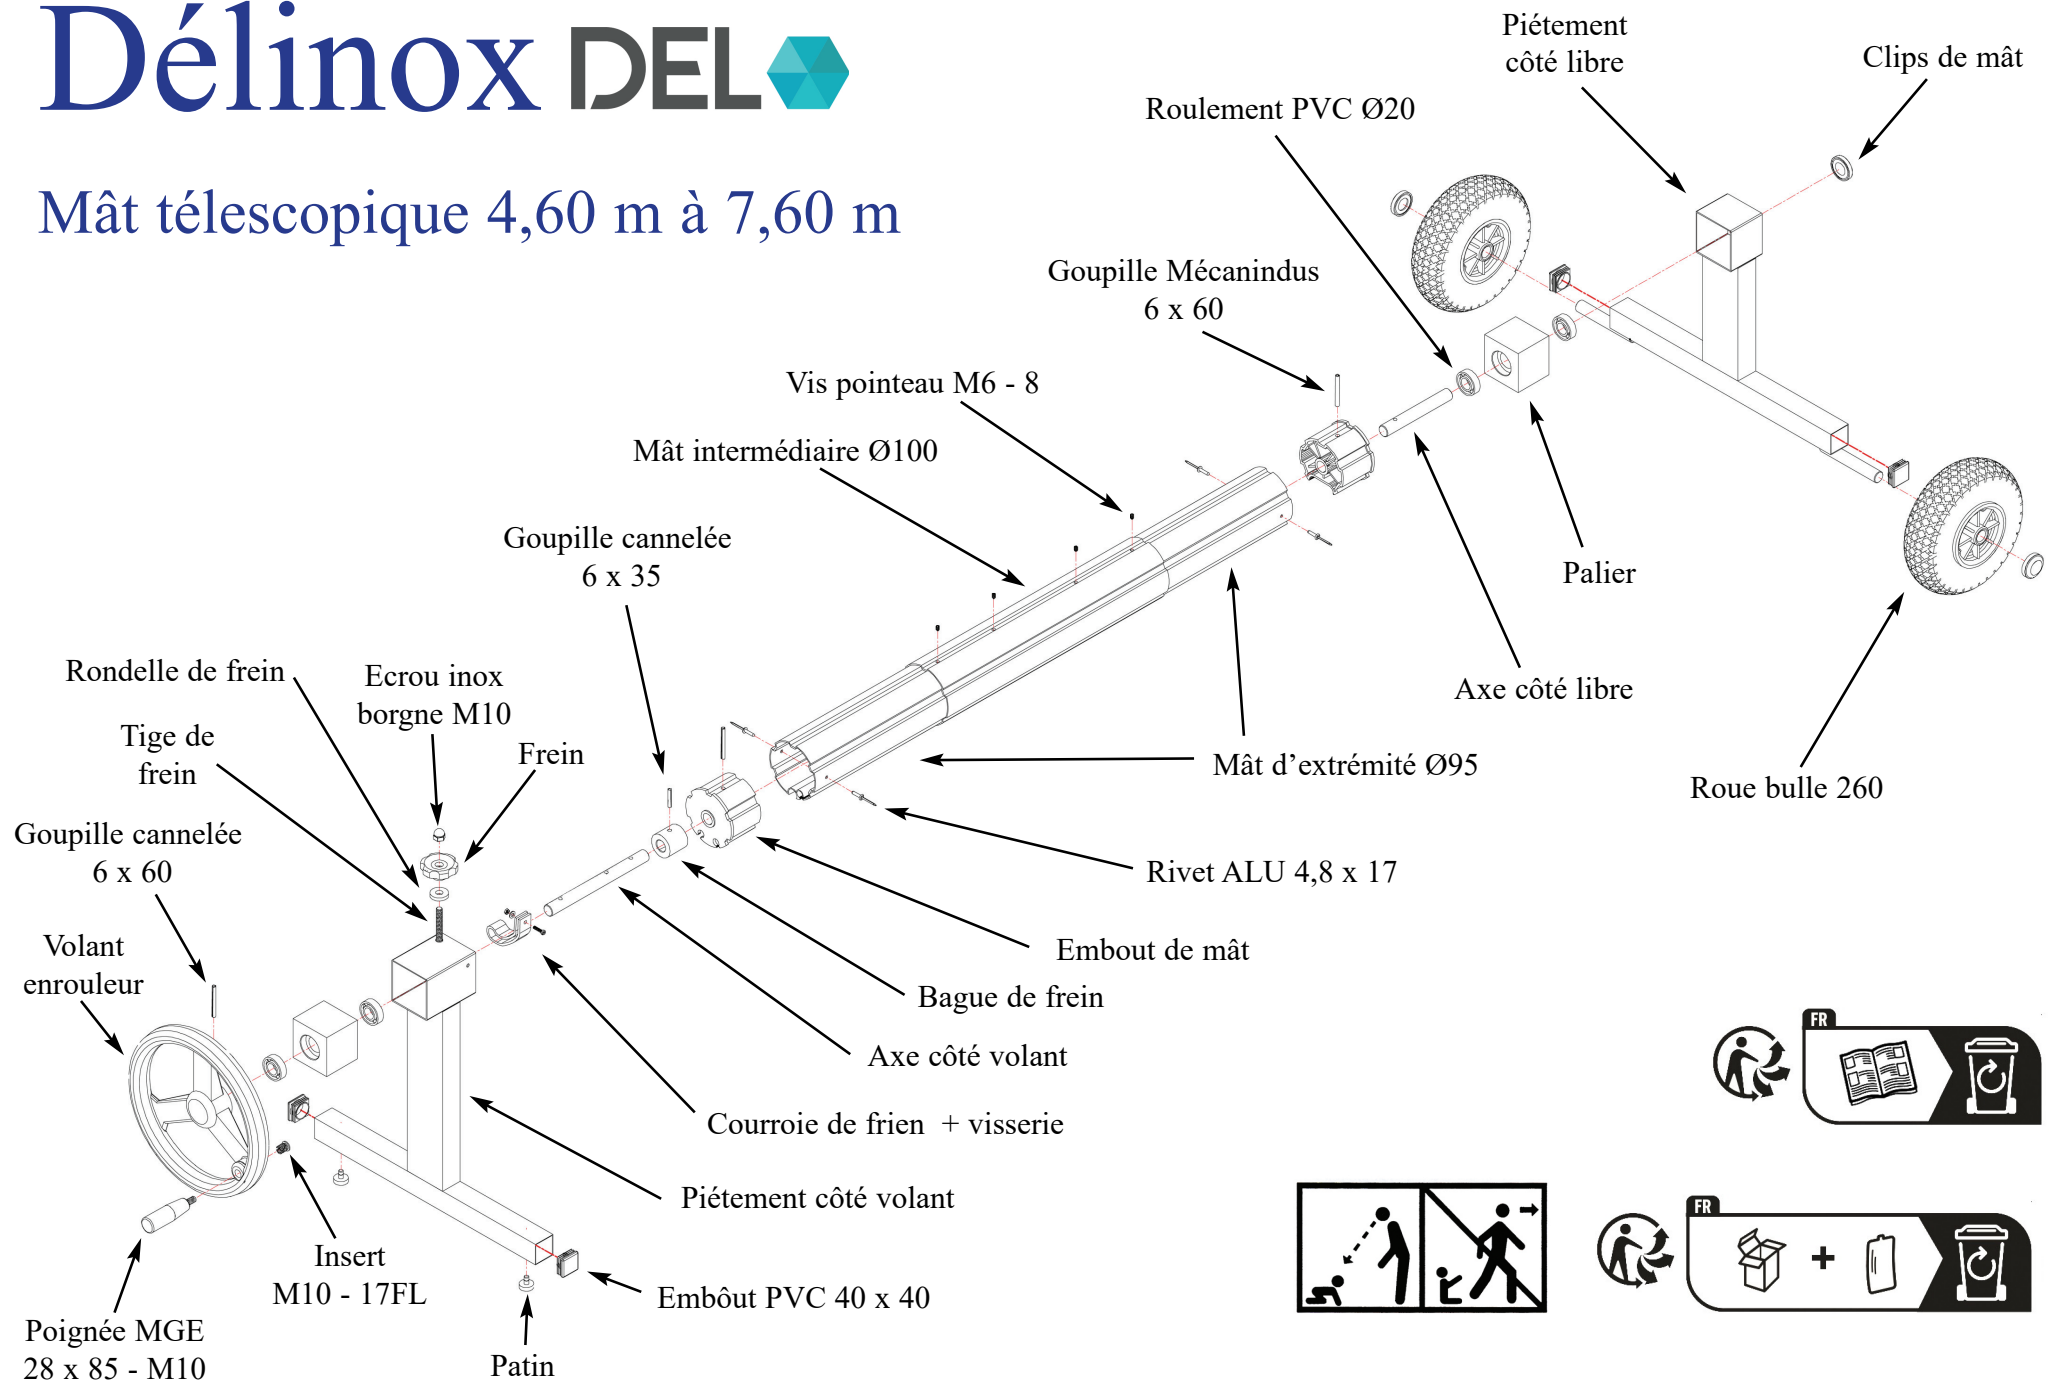 Délinox DEL
Mât télescopique 4,60 m à 7,60 m
Piétement
côté libre
Clips de mât
Roulement PVC Ø20
Goupille Mécanindus
6 x 60
Vis pointeau M6 - 8
Mât intermédiaire Ø100
Goupille cannelée
6 x 35
Palier
Rondelle de frein
Ecrou inox
borgne M10
Axe côté libre
Tige de
frein
Frein
Mât d’extrémité Ø95
Roue bulle 260
Goupille cannelée
6 x 60
Rivet ALU 4,8 x 17
Volant
enrouleur
Embout de mât
Bague de frein
Axe côté volant
Courroie de frien + visserie
Piétement côté volant
Insert
M10 - 17FL
Embôut PVC 40 x 40
Poignée MGE
28 x 85 - M10
Patin
FR
FR
+